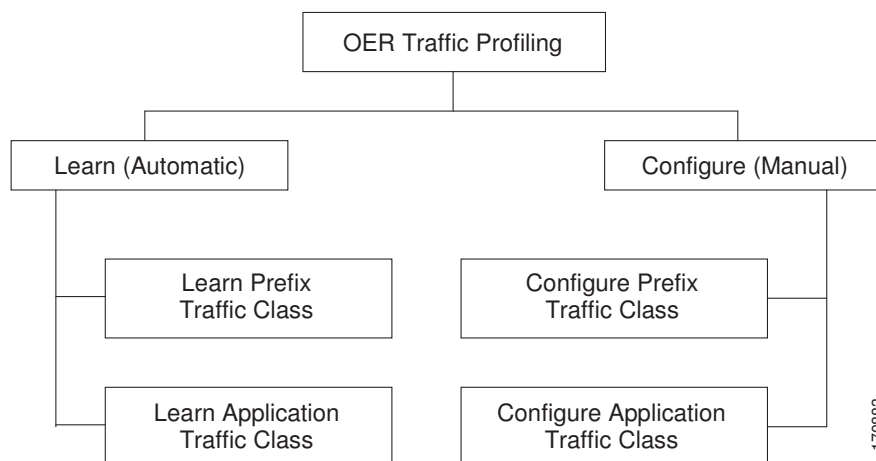 OER Traffic Profiling
Learn (Automatic)
Configure (Manual)
Learn Prefix
Traffic Class
Configure Prefix
Traffic Class
Learn Application
Traffic Class
Configure Application
Traffic Class